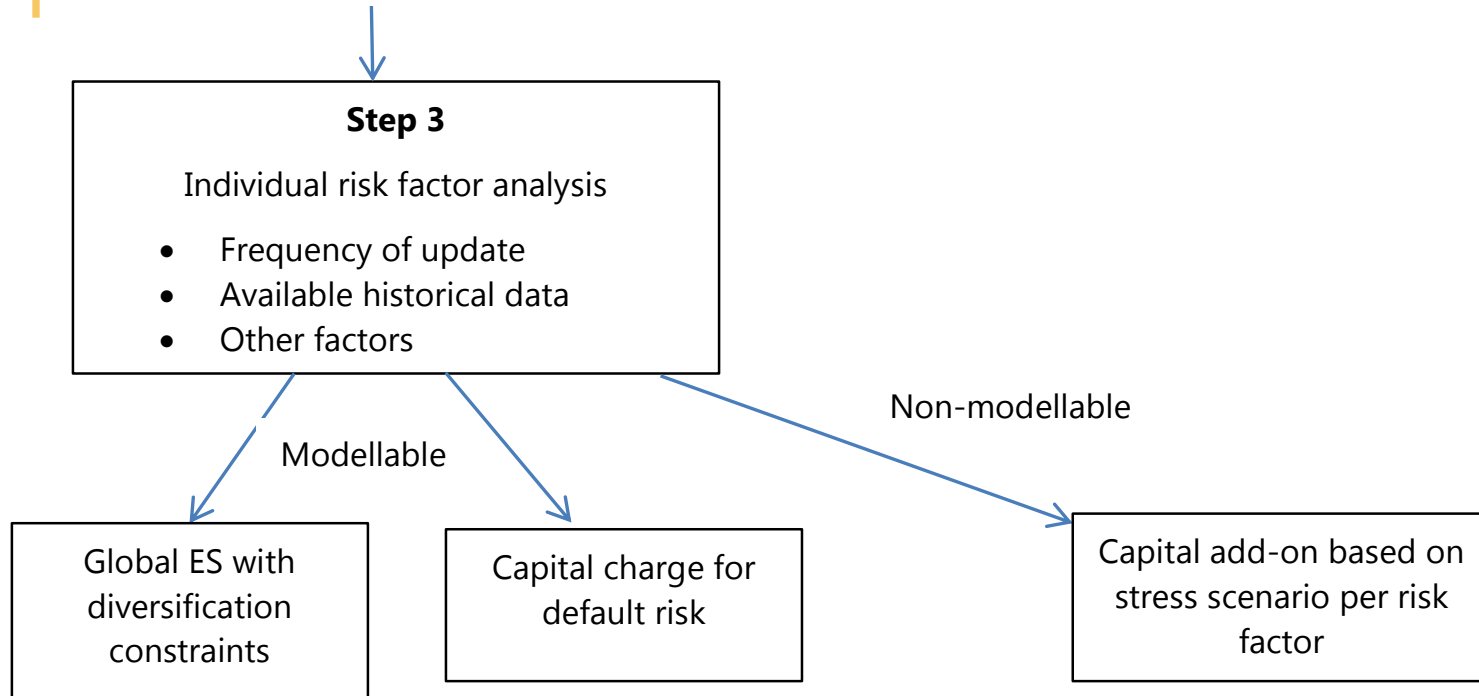 Step 3
Individual risk factor analysis
• Frequency of update
• Available historical data
• Other factors
Non-modellable
Modellable
Global ES with
diversification
constraints
Capital charge for
default risk
Capital add-on based on
stress scenario per risk
factor